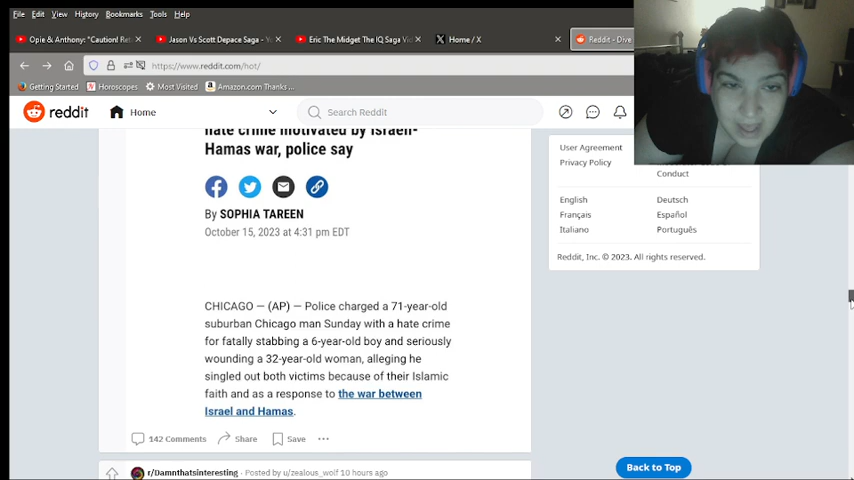 File Edit View History Bookmarks Tools Help
Opie & Anthony: "Caution! Ret
Jason Vs Scott Depace Saga - Y
Eric The Midget The IQ Saga Vi
Home / X
Reddit - Dive
https://www.reddit.com/hot/
Getting Started Horoscopes Most Visited Amazon.com Thanks ...
reddit Home Search Reddit
hate crime motivated by Israeli-
Hamas war, police say
By SOPHIA TAREEN
October 15, 2023 at 4:31 pm EDT
CHICAGO — (AP) — Police charged a 71-year-old
suburban Chicago man Sunday with a hate crime
for fatally stabbing a 6-year-old boy and seriously
wounding a 32-year-old woman, alleging he
singled out both victims because of their Islamic
faith and as a response to the war between
Israel and Hamas.
142 Comments Share Save
r/Damnthatsinteresting · Posted by u/zealous_wolf 10 hours ago
User Agreement
Privacy Policy
Conduct
English Deutsch
Français Español
Italiano Português
Reddit, Inc. © 2023. All rights reserved.
Back to Top